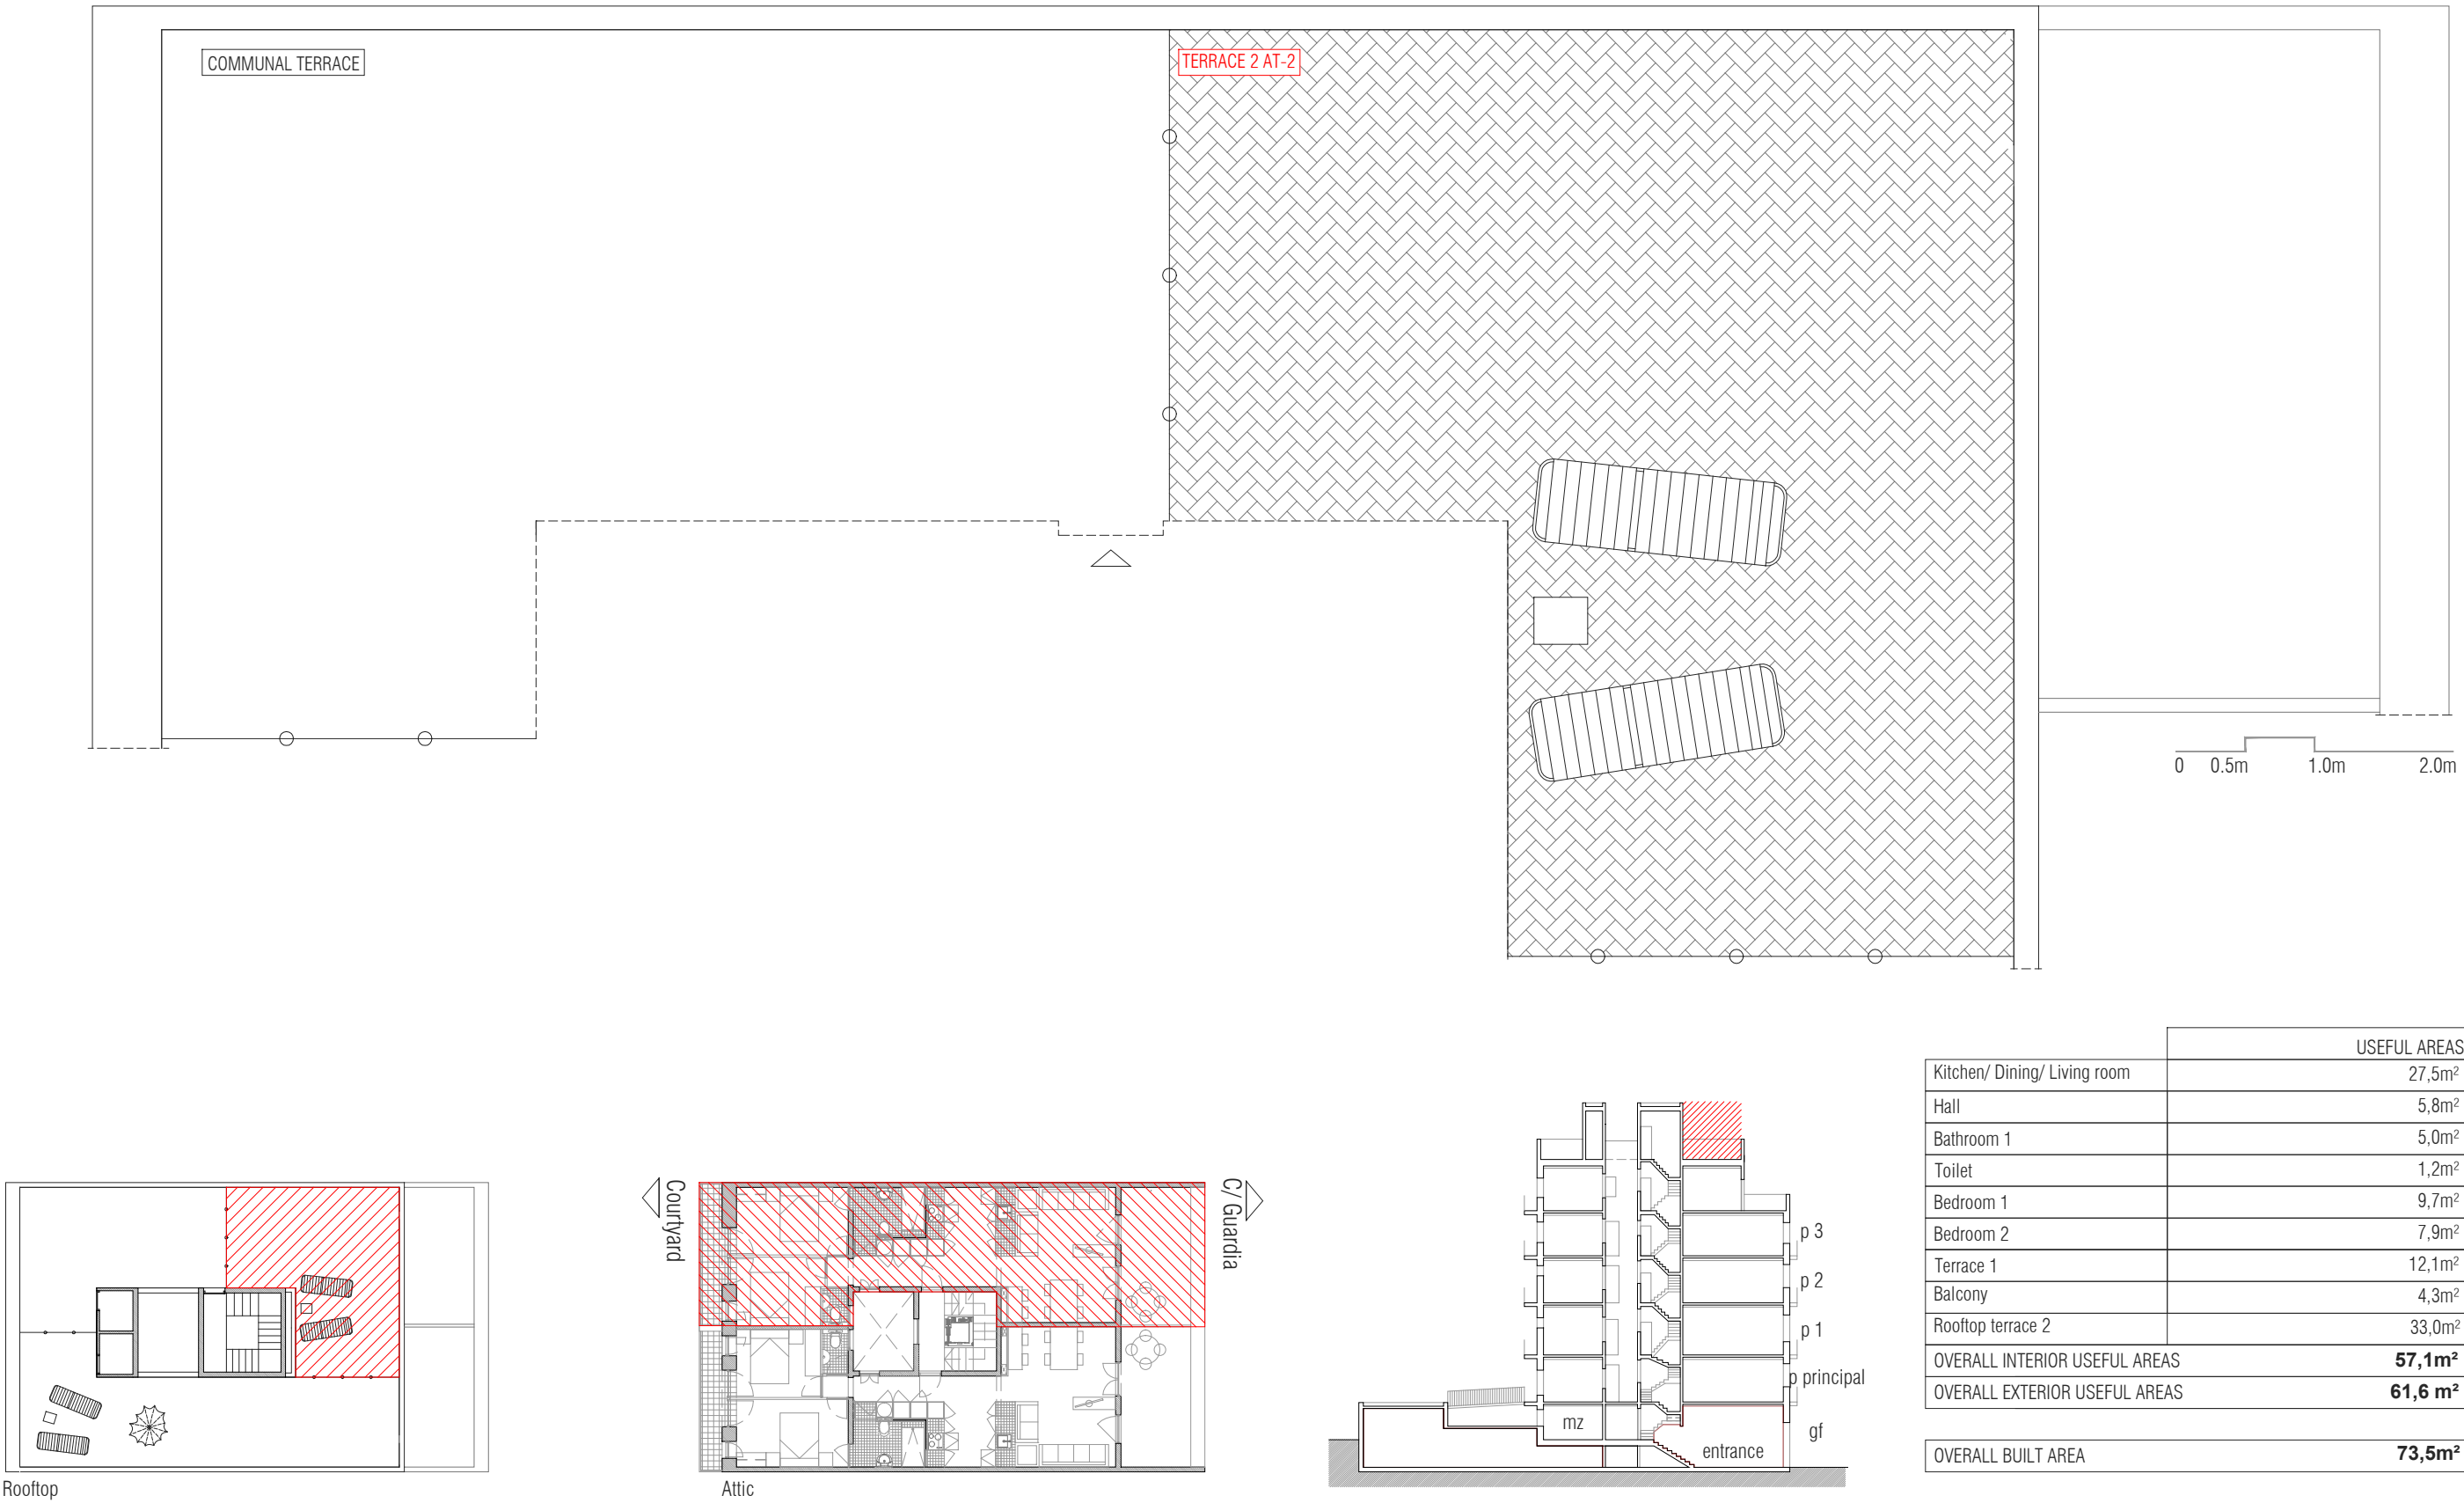 COMMUNAL TERRACE
TERRACE 2 AT-2
0 0.5m 1.0m 2.0m
USEFUL AREAS
Kitchen/ Dining/ Living room 27,5m²
Hall 5,8m²
Bathroom 1 5,0m²
Toilet 1,2m²
Bedroom 1 9,7m²
Bedroom 2 7,9m²
Terrace 1 12,1m²
Balcony 4,3m²
Rooftop terrace 2 33,0m²
OVERALL INTERIOR USEFUL AREAS 57,1m²
OVERALL EXTERIOR USEFUL AREAS 61,6 m²
OVERALL BUILT AREA 73,5m²
Rooftop
Courtyard
C/ Guardia
Attic
p 3
p 2
p 1
p principal
mz
gf
entrance